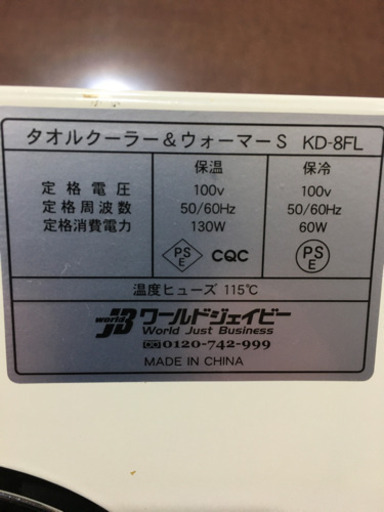 タオルクーラー&ウォーマーS KD-8FL
保温 保冷
定格電圧 100v 100v
定格周波数 50/60Hz 50/60Hz
定格消費電力 130W 60W
PSE CQC PSE
温度ヒューズ 115℃
world JB ワールドジェイビー
World Just Business
0120-742-999
MADE IN CHINA